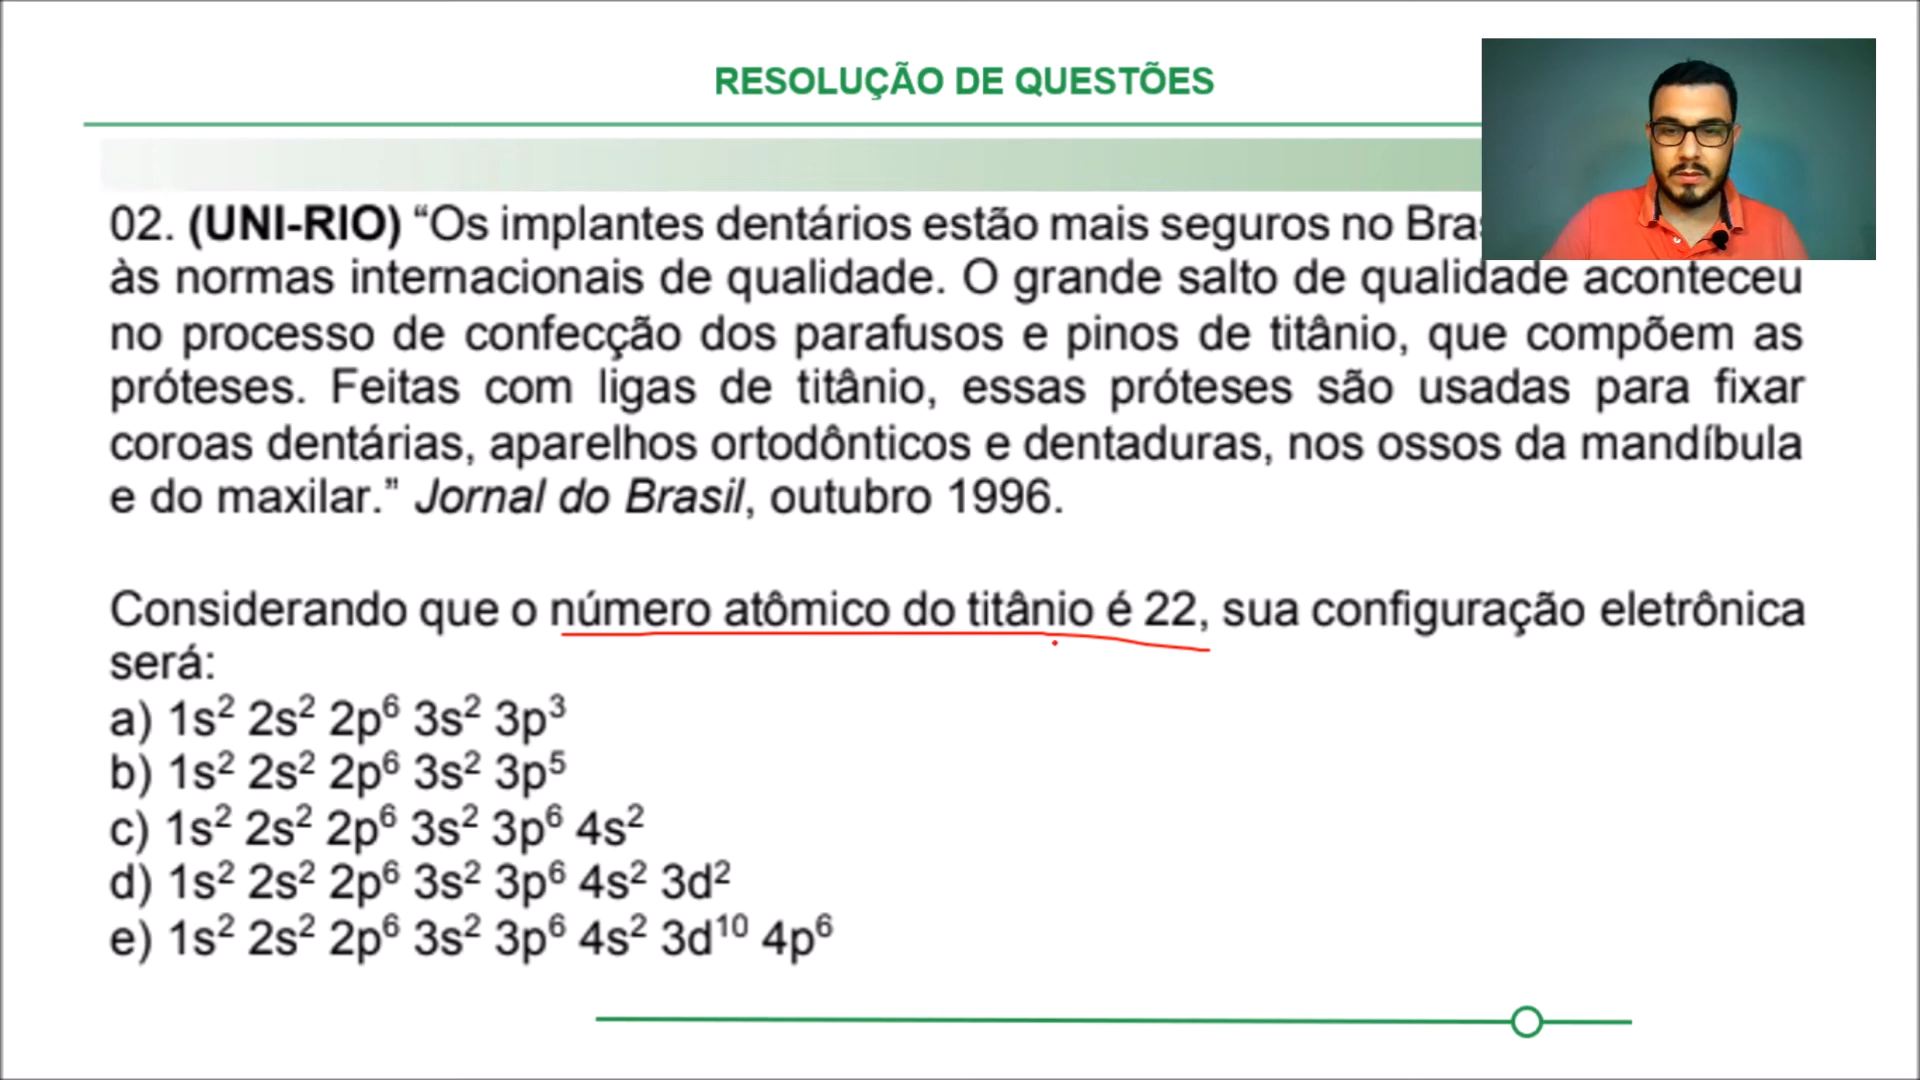 RESOLUÇÃO DE QUESTÕES
02. (UNI-RIO) “Os implantes dentários estão mais seguros no
às normas internacionais de qualidade. O grande salto de qualidade aconteceu
no processo de confecção dos parafusos e pinos de titânio, que compõem as
próteses. Feitas com ligas de titânio, essas próteses são usadas para fixar
coroas dentárias, aparelhos ortodônticos e dentaduras, nos ossos da mandíbula
e do maxilar.” Jornal do Brasil, outubro 1996.
Considerando que o número atômico do titânio é 22, sua configuração eletrônica
será:
a) 1s² 2s² 2p⁶ 3s² 3p³
b) 1s² 2s² 2p⁶ 3s² 3p⁵
c) 1s² 2s² 2p⁶ 3s² 3p⁶ 4s²
d) 1s² 2s² 2p⁶ 3s² 3p⁶ 4s² 3d²
e) 1s² 2s² 2p⁶ 3s² 3p⁶ 4s² 3d¹⁰ 4p⁶